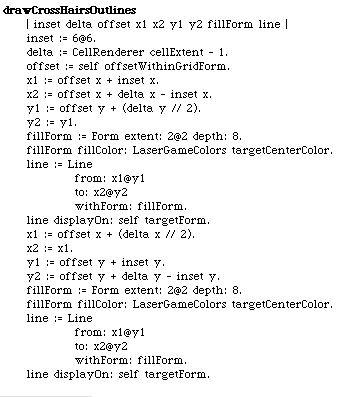 drawCrossHairsOutlines
| inset delta offset x1 x2 y1 y2 fillForm line |
inset := 6@6.
delta := CellRenderer cellExtent - 1.
offset := self offsetWithinGridForm.
x1 := offset x + inset x.
x2 := offset x + delta x - inset x.
y1 := offset y + (delta y // 2).
y2 := y1.
fillForm := Form extent: 2@2 depth: 8.
fillForm fillColor: LaserGameColors targetCenterColor.
line := Line
from: x1@y1
to: x2@y2
withForm: fillForm.
line displayOn: self targetForm.
x1 := offset x + (delta x // 2).
x2 := x1.
y1 := offset y + inset y.
y2 := offset y + delta y - inset y.
fillForm := Form extent: 2@2 depth: 8.
fillForm fillColor: LaserGameColors targetCenterColor.
line := Line
from: x1@y1
to: x2@y2
withForm: fillForm.
line displayOn: self targetForm.